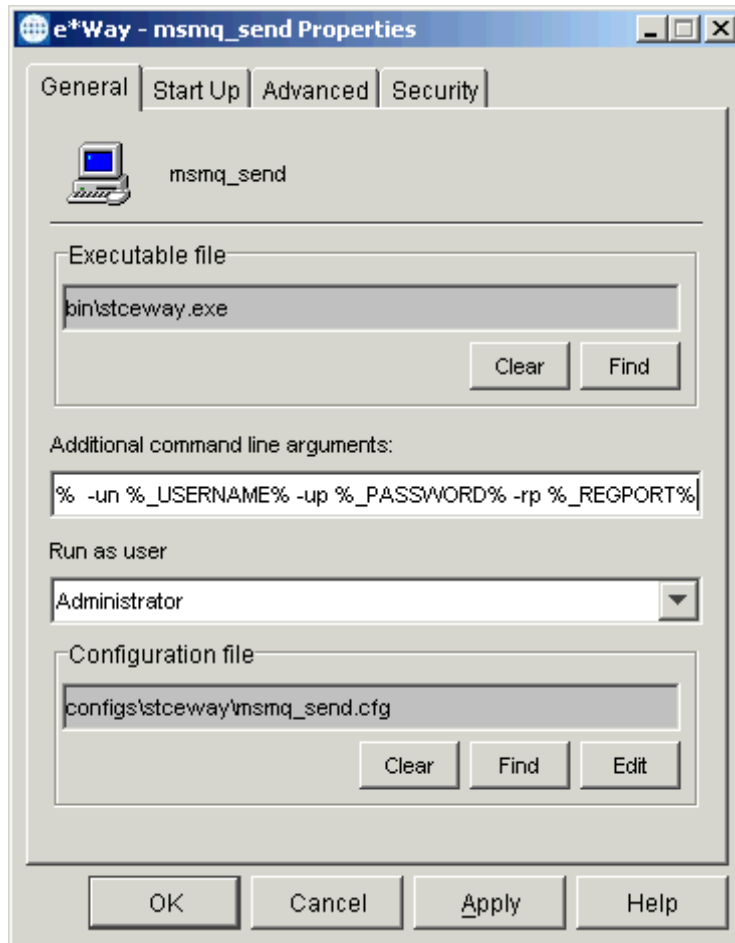 e*Way - msmq_send Properties
General Start Up Advanced Security
msmq_send
Executable file
bin\stceway.exe
Clear Find
Additional command line arguments:
% -un %_USERNAME% -up %_PASSWORD% -rp %_REGPORT%
Run as user
Administrator
Configuration file
configs\stceway\msmq_send.cfg
Clear Find Edit
OK Cancel Apply Help